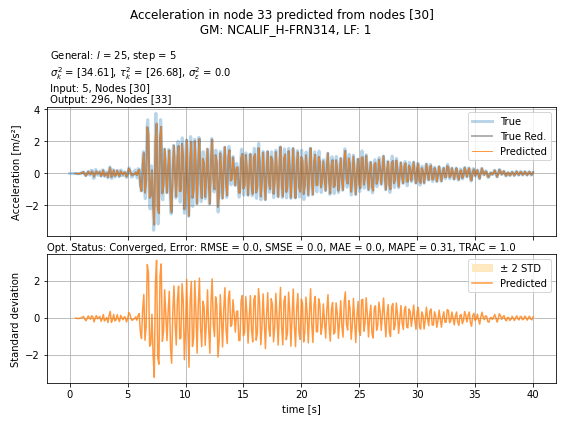 Acceleration in node 33 predicted from nodes [30]
GM: NCALIF_H-FRN314, LF: 1
General: l = 25, step = 5
σ²ₖ = [34.61], τ²ₖ = [26.68], σ²ε = 0.0
Input: 5, Nodes [30]
Output: 296, Nodes [33]
Acceleration [m/s²]
4
2
0
−2
True
True Red.
Predicted
Opt. Status: Converged, Error: RMSE = 0.0, SMSE = 0.0, MAE = 0.0, MAPE = 0.31, TRAC = 1.0
Standard deviation
2
0
−2
± 2 STD
Predicted
0 5 10 15 20 25 30 35 40
time [s]